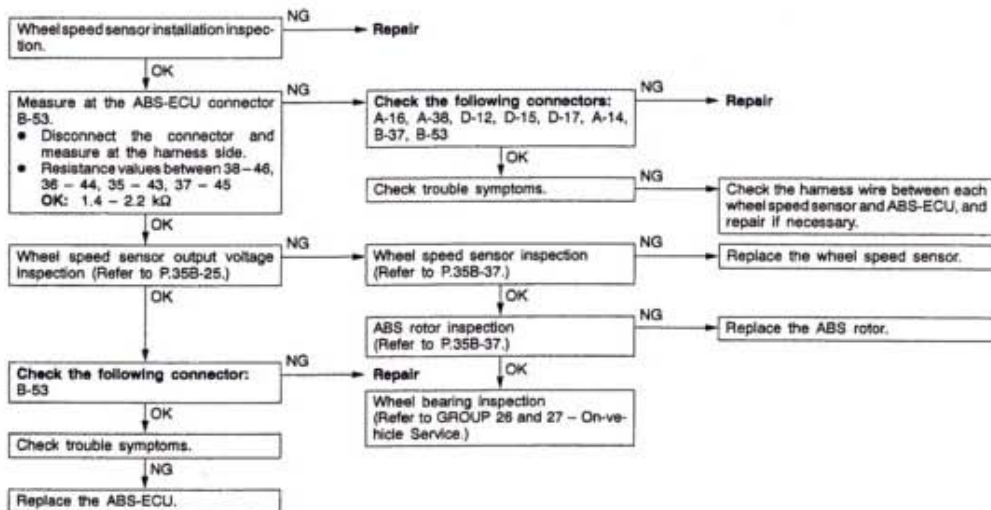 Wheel speed sensor installation inspec-
tion.
NG
Repair
OK
Measure at the ABS-ECU connector
B-53.
● Disconnect the connector and
measure at the harness side.
● Resistance values between 38 – 46,
36 – 44, 35 – 43, 37 – 45
OK: 1.4 – 2.2 kΩ
NG
Check the following connectors:
A-16, A-38, D-12, D-15, D-17, A-14,
B-37, B-53
NG
Repair
OK
Check trouble symptoms.
NG
Check the harness wire between each
wheel speed sensor and ABS-ECU, and
repair if necessary.
OK
Wheel speed sensor output voltage
inspection (Refer to P.35B-25.)
NG
Wheel speed sensor inspection
(Refer to P.35B-37.)
NG
Replace the wheel speed sensor.
OK
ABS rotor inspection
(Refer to P.35B-37.)
NG
Replace the ABS rotor.
OK
Wheel bearing inspection
(Refer to GROUP 26 and 27 – On-ve-
hicle Service.)
OK
Check the following connector:
B-53
NG
Repair
OK
Check trouble symptoms.
NG
Replace the ABS-ECU.